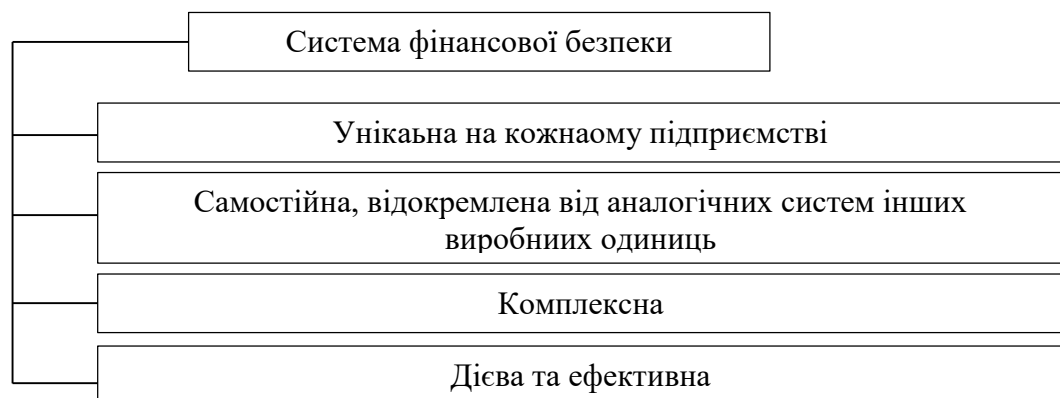 Система фінансової безпеки
Унікаьна на кожнаому підприємстві
Самостійна, відокремлена від аналогічних систем інших
виробниих одиниць
Комплексна
Дієва та ефективна